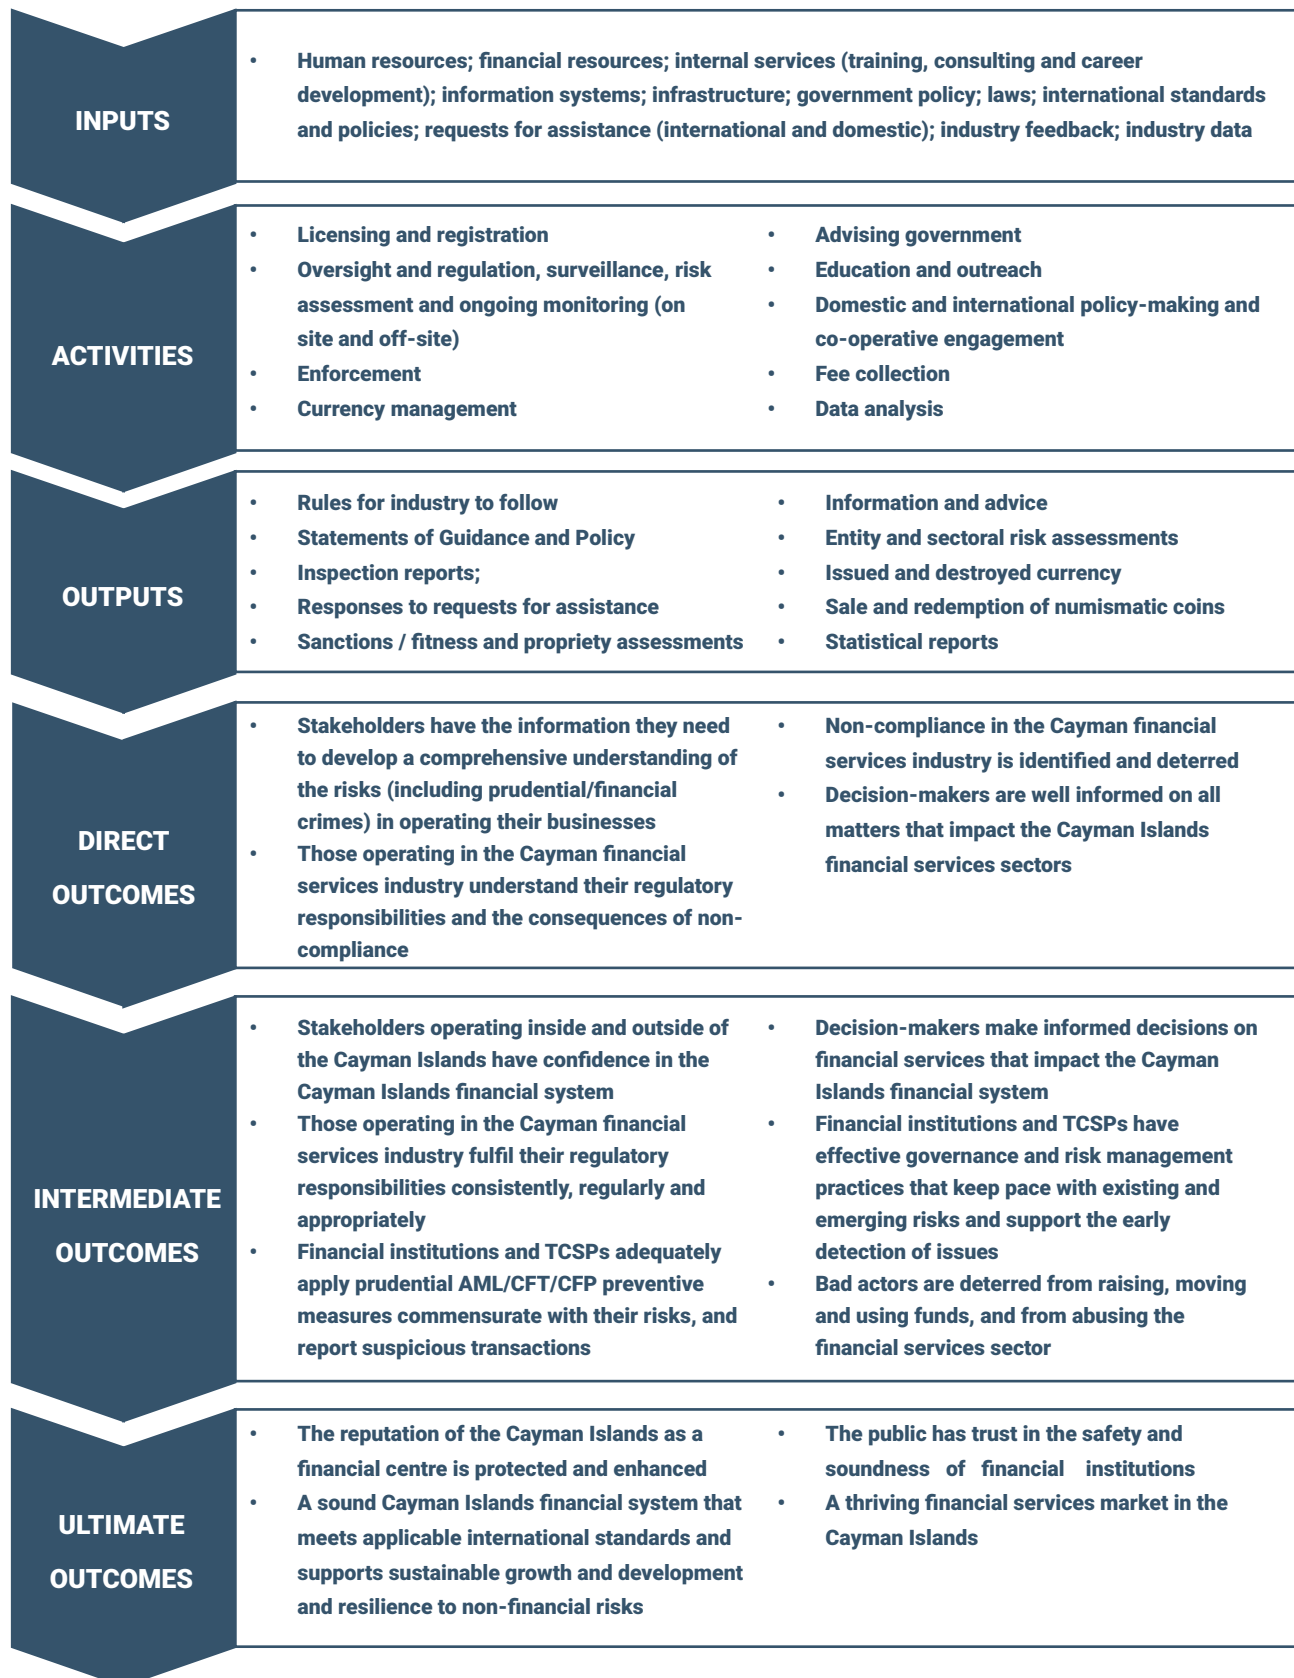 INPUTS
• Human resources; financial resources; internal services (training, consulting and career
development); information systems; infrastructure; government policy; laws; international standards
and policies; requests for assistance (international and domestic); industry feedback; industry data
ACTIVITIES
• Licensing and registration
• Oversight and regulation, surveillance, risk
assessment and ongoing monitoring (on
site and off-site)
• Enforcement
• Currency management
• Advising government
• Education and outreach
• Domestic and international policy-making and
co-operative engagement
• Fee collection
• Data analysis
OUTPUTS
• Rules for industry to follow
• Statements of Guidance and Policy
• Inspection reports;
• Responses to requests for assistance
• Sanctions / fitness and propriety assessments
• Information and advice
• Entity and sectoral risk assessments
• Issued and destroyed currency
• Sale and redemption of numismatic coins
• Statistical reports
DIRECT
OUTCOMES
• Stakeholders have the information they need
to develop a comprehensive understanding of
the risks (including prudential/financial
crimes) in operating their businesses
• Those operating in the Cayman financial
services industry understand their regulatory
responsibilities and the consequences of non-
compliance
• Non-compliance in the Cayman financial
services industry is identified and deterred
• Decision-makers are well informed on all
matters that impact the Cayman Islands
financial services sectors
INTERMEDIATE
OUTCOMES
• Stakeholders operating inside and outside of
the Cayman Islands have confidence in the
Cayman Islands financial system
• Those operating in the Cayman financial
services industry fulfil their regulatory
responsibilities consistently, regularly and
appropriately
• Financial institutions and TCSPs adequately
apply prudential AML/CFT/CFP preventive
measures commensurate with their risks, and
report suspicious transactions
• Decision-makers make informed decisions on
financial services that impact the Cayman
Islands financial system
• Financial institutions and TCSPs have
effective governance and risk management
practices that keep pace with existing and
emerging risks and support the early
detection of issues
• Bad actors are deterred from raising, moving
and using funds, and from abusing the
financial services sector
ULTIMATE
OUTCOMES
• The reputation of the Cayman Islands as a
financial centre is protected and enhanced
• A sound Cayman Islands financial system that
meets applicable international standards and
supports sustainable growth and development
and resilience to non-financial risks
• The public has trust in the safety and
soundness of financial institutions
• A thriving financial services market in the
Cayman Islands